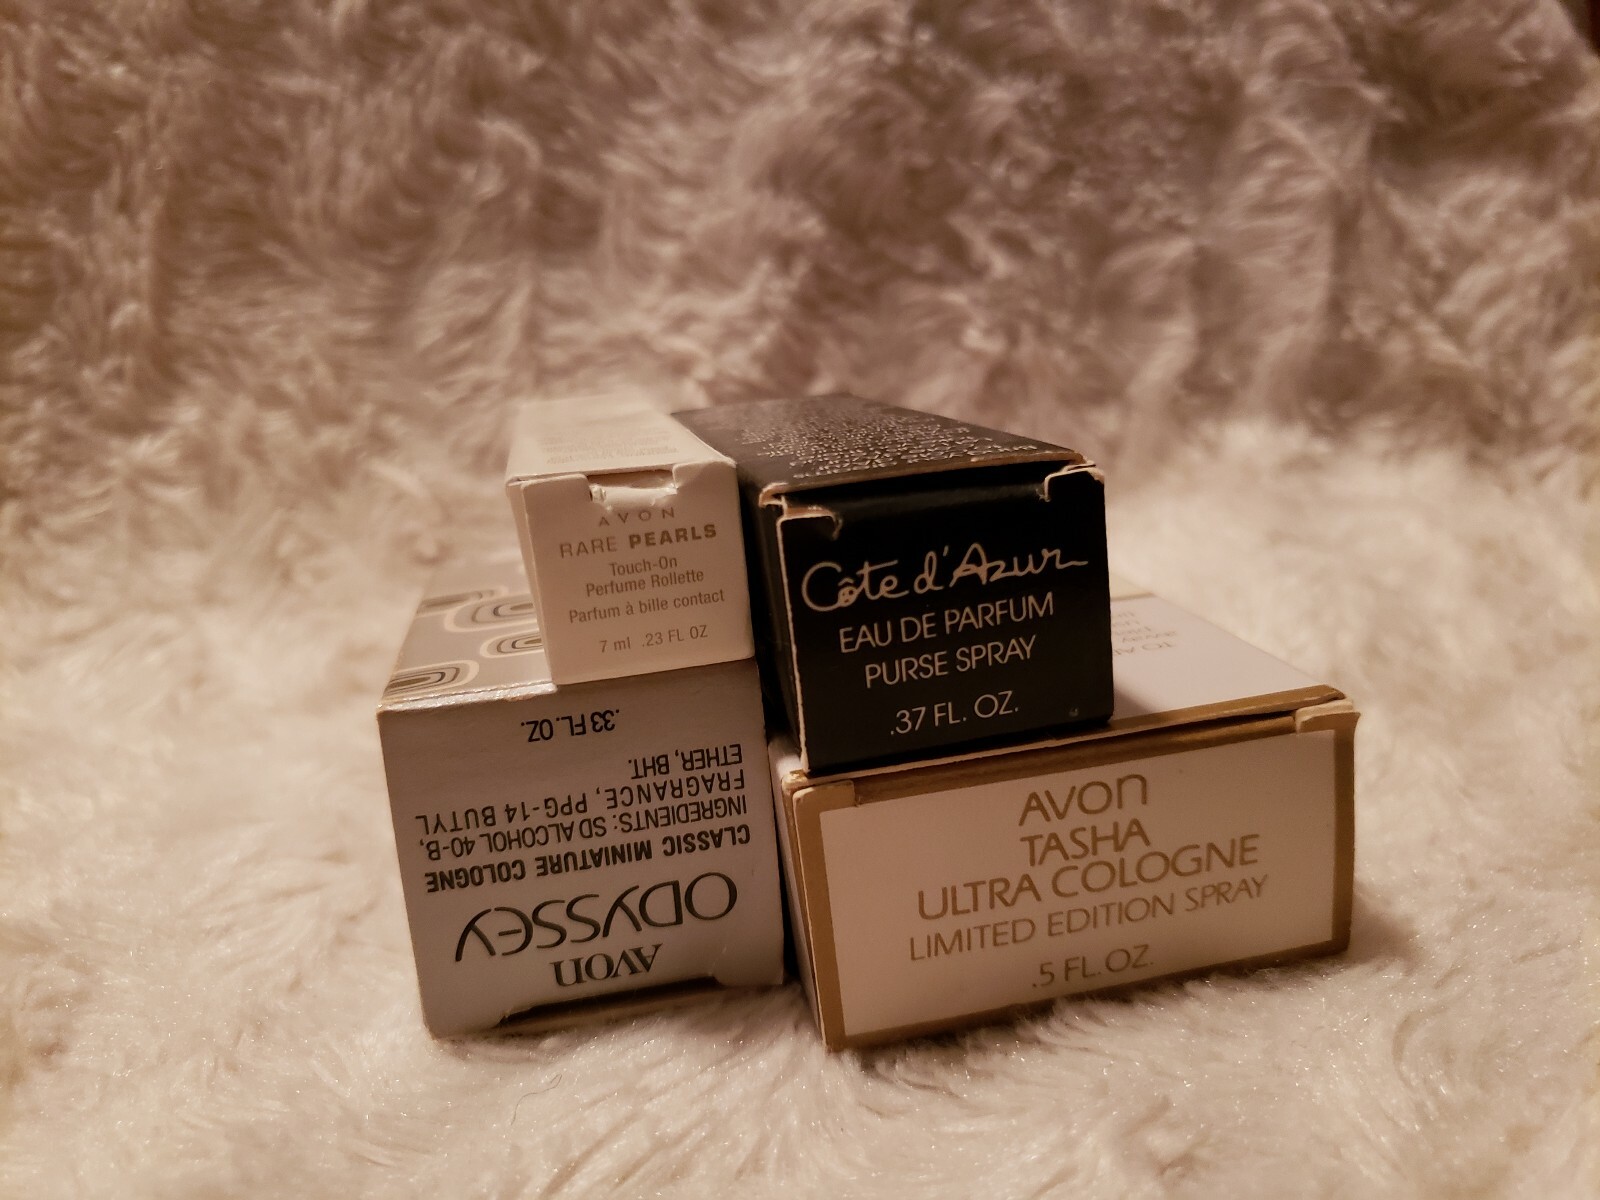 AVON
RARE PEARLS
Touch-On
Perfume Rollette
Parfum à bille contact
7 ml .23 FL OZ
Côte d'Azur
EAU DE PARFUM
PURSE SPRAY
.37 FL. OZ.
AVON
ODYSSEY
CLASSIC MINIATURE COLOGNE
INGREDIENTS: SD ALCOHOL 40-B,
FRAGRANCE, PPG-14 BUTYL
ETHER, BHT.
.33 FL. OZ.
AVON
TASHA
ULTRA COLOGNE
LIMITED EDITION SPRAY
.5 FL. OZ.